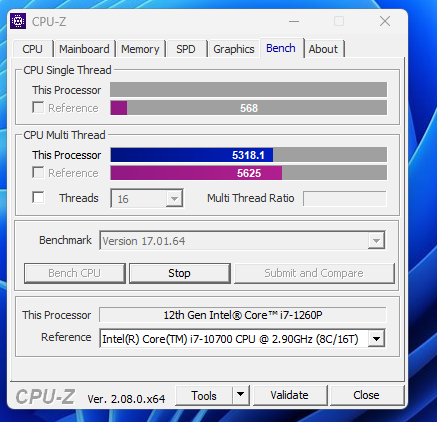 CPU-Z
CPU Mainboard Memory SPD Graphics Bench About
CPU Single Thread
This Processor
Reference 568
CPU Multi Thread
This Processor 5318.1
Reference 5625
Threads 16 Multi Thread Ratio
Benchmark Version 17.01.64
Bench CPU Stop Submit and Compare
This Processor 12th Gen Intel® Core™ i7-1260P
Reference Intel(R) Core(TM) i7-10700 CPU @ 2.90GHz (8C/16T)
CPU-Z Ver. 2.08.0.x64 Tools Validate Close